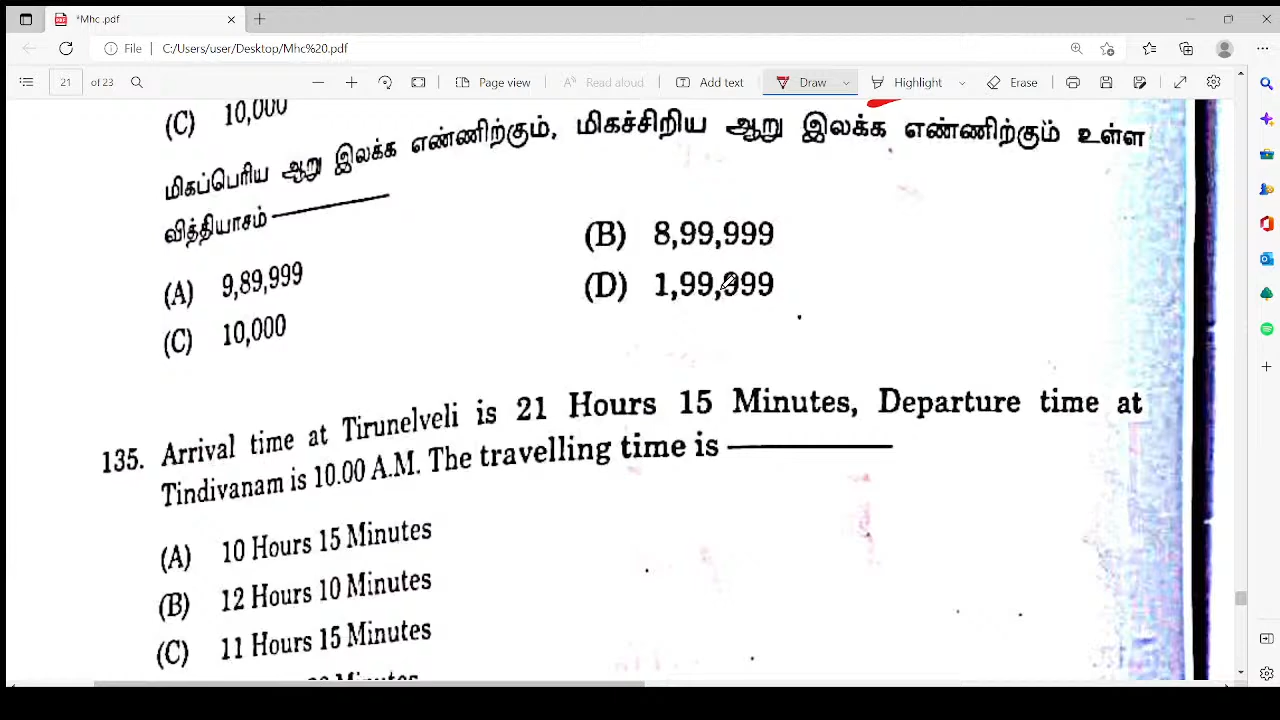 *Mhc .pdf
File | C:/Users/user/Desktop/Mhc%20.pdf
21 of 23 Page view Read aloud Add text Draw Highlight Erase
(C) 10,000
மிகப்பெரிய ஆறு இலக்க எண்ணிற்கும், மிகச்சிறிய ஆறு இலக்க எண்ணிற்கும் உள்ள
வித்தியாசம்
(A) 9,89,999 (B) 8,99,999
(C) 10,000 (D) 1,99,999
135. Arrival time at Tirunelveli is 21 Hours 15 Minutes, Departure time at
Tindivanam is 10.00 A.M. The travelling time is
(A) 10 Hours 15 Minutes
(B) 12 Hours 10 Minutes
(C) 11 Hours 15 Minutes